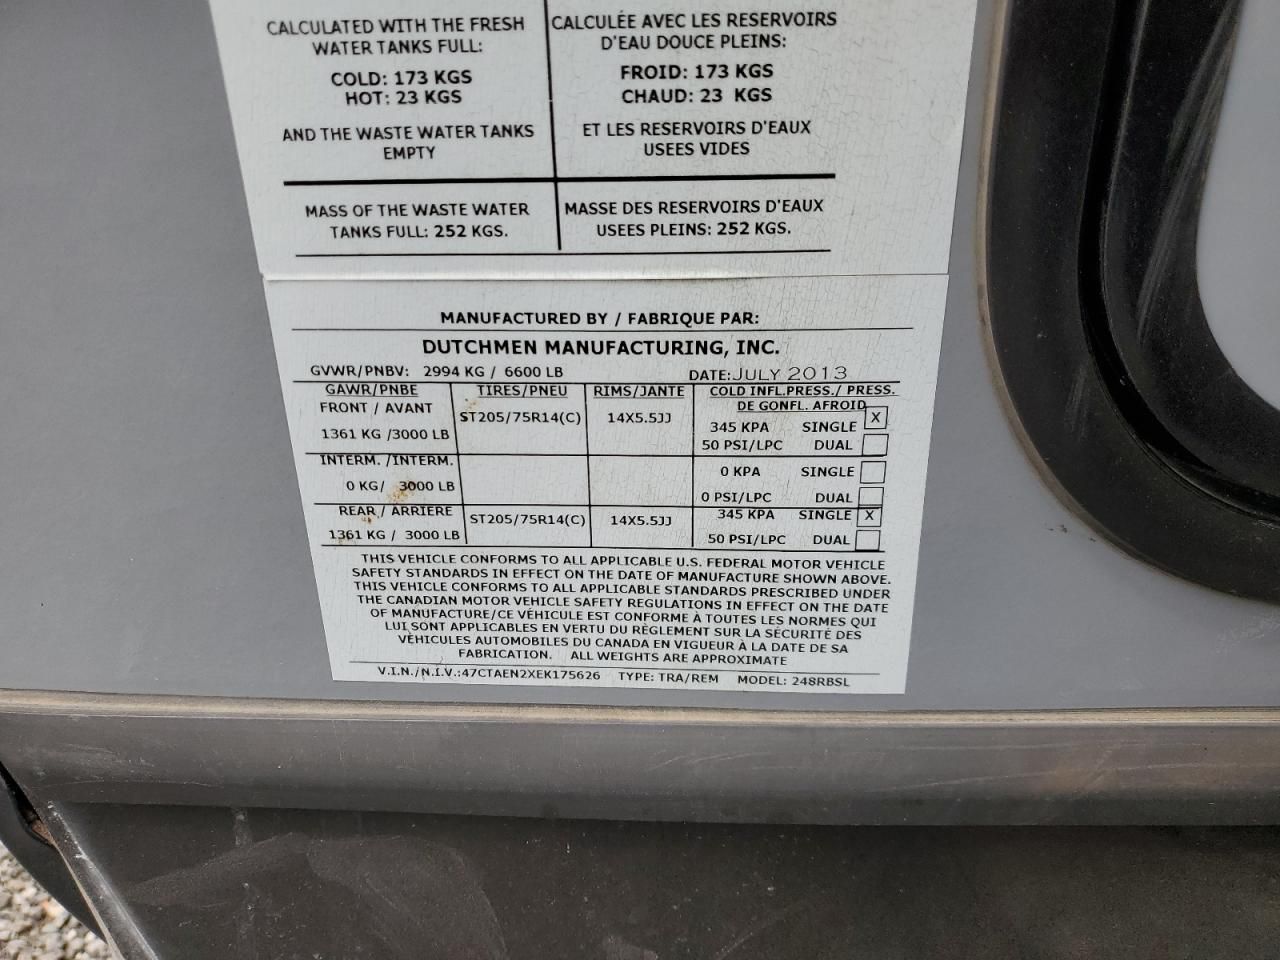 CALCULATED WITH THE FRESH
WATER TANKS FULL:
COLD: 173 KGS
HOT: 23 KGS
AND THE WASTE WATER TANKS
EMPTY
MASS OF THE WASTE WATER
TANKS FULL: 252 KGS.
CALCULÉE AVEC LES RESERVOIRS
D'EAU DOUCE PLEINS:
FROID: 173 KGS
CHAUD: 23 KGS
ET LES RESERVOIRS D'EAUX
USEES VIDES
MASSE DES RESERVOIRS D'EAUX
USEES PLEINS: 252 KGS.
MANUFACTURED BY / FABRIQUE PAR:
DUTCHMEN MANUFACTURING, INC.
GVWR/PNBV: 2994 KG / 6600 LB DATE: JULY 2013
GAWR/PNBE TIRES/PNEU RIMS/JANTE COLD INFL.PRESS./ PRESS.
DE GONFL. AFROID
FRONT / AVANT ST205/75R14(C) 14X5.5JJ X
1361 KG /3000 LB 345 KPA SINGLE
50 PSI/LPC DUAL
INTERM. /INTERM. 0 KPA SINGLE
0 KG/ 3000 LB 0 PSI/LPC DUAL
REAR / ARRIERE ST205/75R14(C) 14X5.5JJ 345 KPA SINGLE X
1361 KG / 3000 LB 50 PSI/LPC DUAL
THIS VEHICLE CONFORMS TO ALL APPLICABLE U.S. FEDERAL MOTOR VEHICLE
SAFETY STANDARDS IN EFFECT ON THE DATE OF MANUFACTURE SHOWN ABOVE.
THIS VEHICLE CONFORMS TO ALL APPLICABLE STANDARDS PRESCRIBED UNDER
THE CANADIAN MOTOR VEHICLE SAFETY REGULATIONS IN EFFECT ON THE DATE
OF MANUFACTURE/CE VÉHICULE EST CONFORME À TOUTES LES NORMES QUI
LUI SONT APPLICABLES EN VERTU DU RÈGLEMENT SUR LA SÉCURITÉ DES
VÈHICULES AUTOMOBILES DU CANADA EN VIGUEUR À LA DATE DE SA
FABRICATION. ALL WEIGHTS ARE APPROXIMATE
V.I.N./N.I.V.:47CTAEN2XEK175626 TYPE: TRA/REM MODEL: 248RBSL